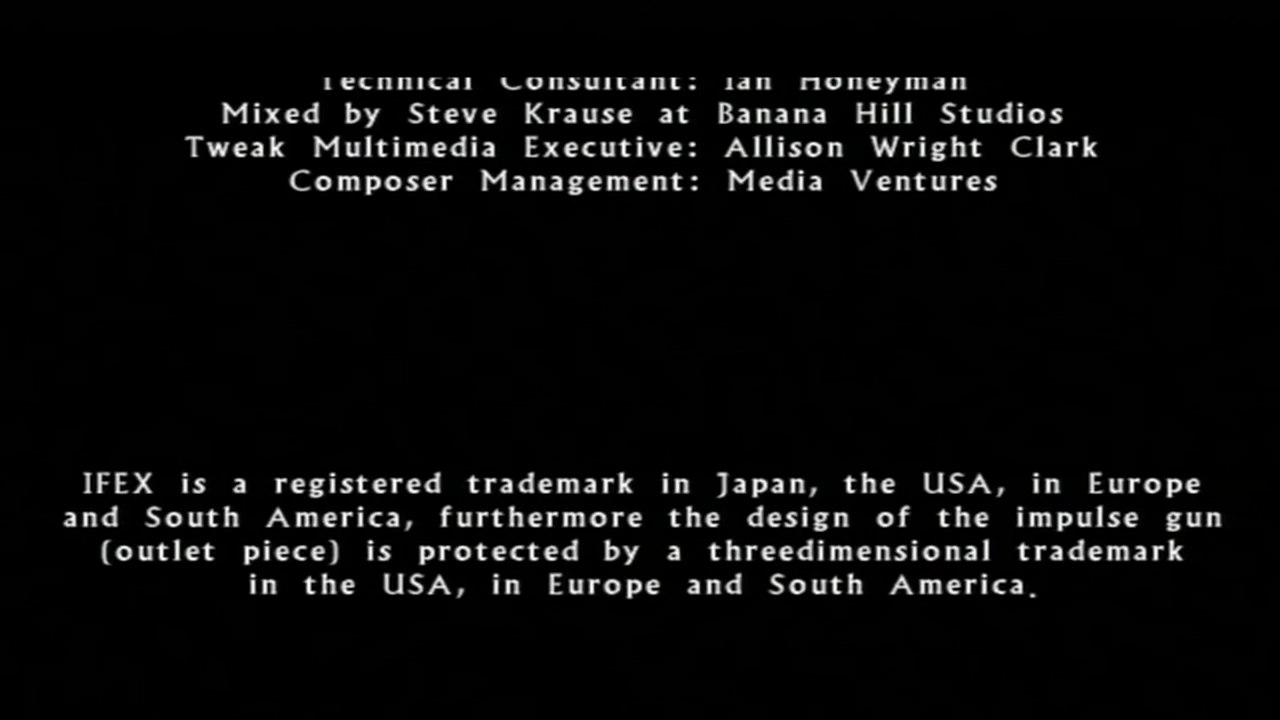 Technical Consultant: Ian Honeyman
Mixed by Steve Krause at Banana Hill Studios
Tweak Multimedia Executive: Allison Wright Clark
Composer Management: Media Ventures
IFEX is a registered trademark in Japan, the USA, in Europe
and South America, furthermore the design of the impulse gun
(outlet piece) is protected by a threedimensional trademark
in the USA, in Europe and South America.